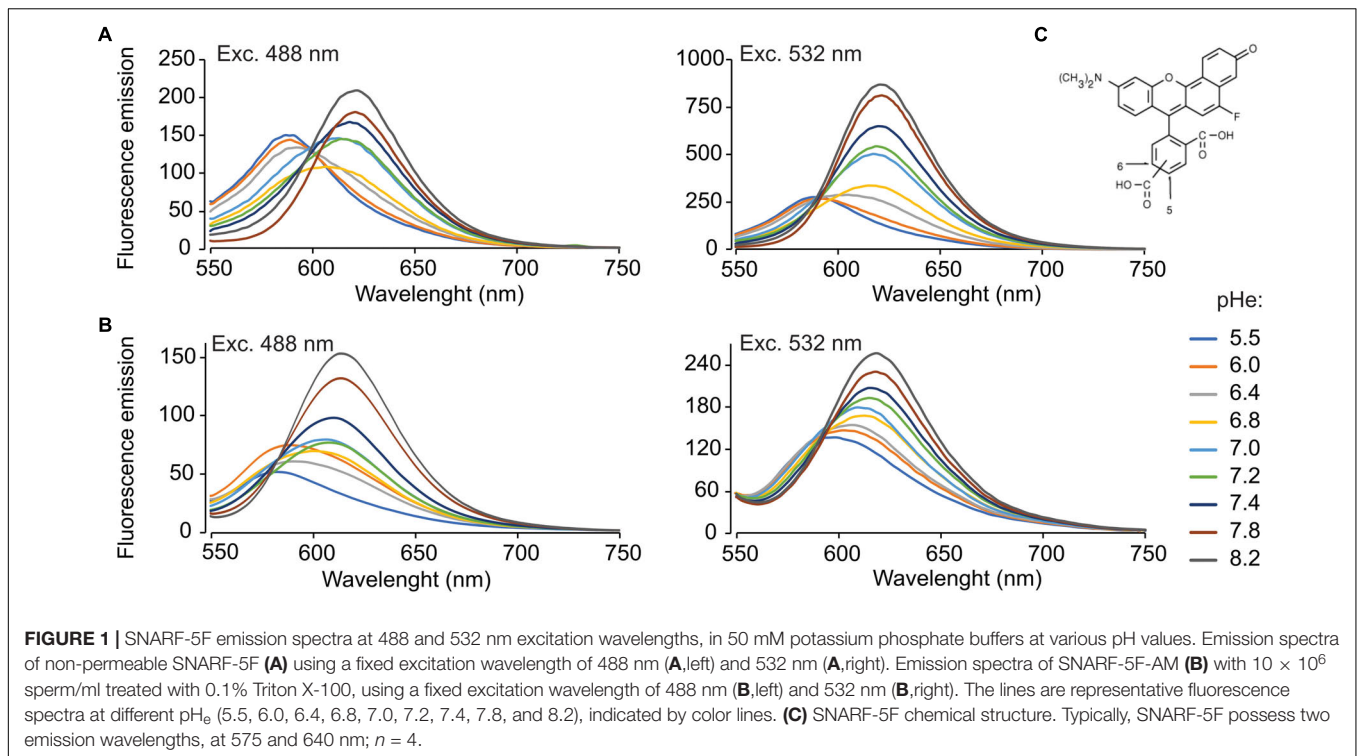 A
Exc. 488 nm
Fluorescence emission
250
200
150
100
50
0
550
600
650
700
750
Wavelenght (nm)
Exc. 532 nm
1000
750
500
250
0
550
600
650
700
750
Wavelenght (nm)
C
(CH₃)₂N
O
O
F
C—OH
O
6
HO—C
O
5
B
Exc. 488 nm
Fluorescence emission
150
100
50
0
550
600
650
700
750
Wavelenght (nm)
Exc. 532 nm
240
180
120
60
0
550
600
650
700
750
Wavelenght (nm)
pHe:
5.5
6.0
6.4
6.8
7.0
7.2
7.4
7.8
8.2
FIGURE 1 | SNARF-5F emission spectra at 488 and 532 nm excitation wavelengths, in 50 mM potassium phosphate buffers at various pH values. Emission spectra
of non-permeable SNARF-5F (A) using a fixed excitation wavelength of 488 nm (A,left) and 532 nm (A,right). Emission spectra of SNARF-5F-AM (B) with 10 × 10⁶
sperm/ml treated with 0.1% Triton X-100, using a fixed excitation wavelength of 488 nm (B,left) and 532 nm (B,right). The lines are representative fluorescence
spectra at different pHₑ (5.5, 6.0, 6.4, 6.8, 7.0, 7.2, 7.4, 7.8, and 8.2), indicated by color lines. (C) SNARF-5F chemical structure. Typically, SNARF-5F possess two
emission wavelengths, at 575 and 640 nm; n = 4.